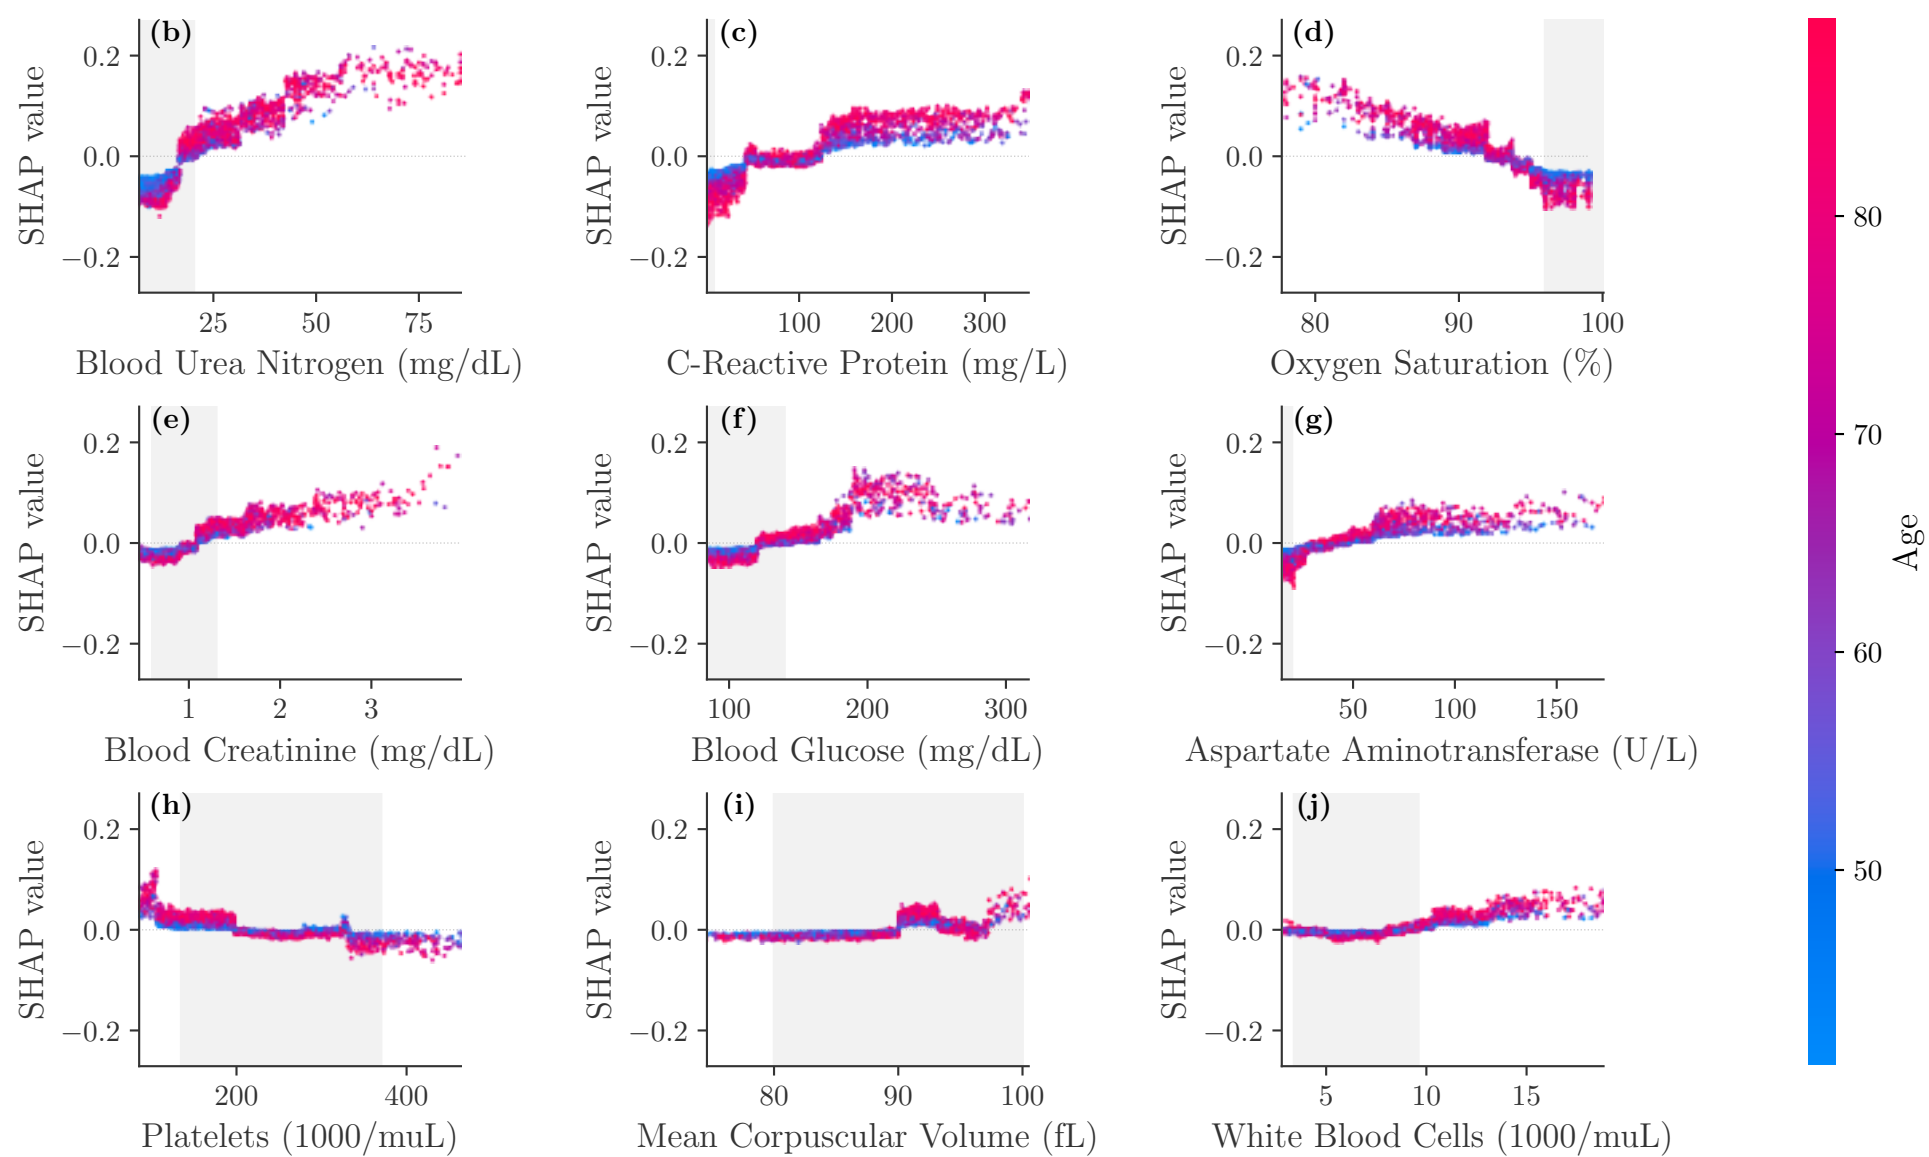 (b)
(c)
(d)
SHAP value
0.2
0.0
−0.2
25 50 75
Blood Urea Nitrogen (mg/dL)
SHAP value
0.2
0.0
−0.2
100 200 300
C-Reactive Protein (mg/L)
SHAP value
0.2
0.0
−0.2
80 90 100
Oxygen Saturation (%)
(e)
(f)
(g)
SHAP value
0.2
0.0
−0.2
1 2 3
Blood Creatinine (mg/dL)
SHAP value
0.2
0.0
−0.2
100 200 300
Blood Glucose (mg/dL)
SHAP value
0.2
0.0
−0.2
50 100 150
Aspartate Aminotransferase (U/L)
(h)
(i)
(j)
SHAP value
0.2
0.0
−0.2
200 400
Platelets (1000/muL)
SHAP value
0.2
0.0
−0.2
80 90 100
Mean Corpuscular Volume (fL)
SHAP value
0.2
0.0
−0.2
5 10 15
White Blood Cells (1000/muL)
80
70
60
50
Age